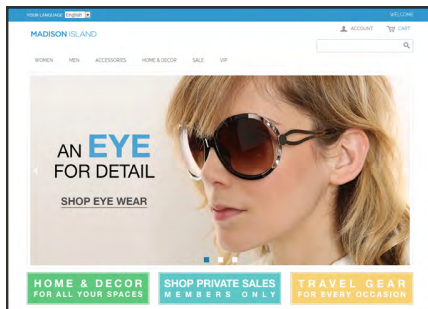 YOUR LANGUAGE: English
WELCOME
MADISON ISLAND
ACCOUNT CART
WOMEN MEN ACCESSORIES HOME & DECOR SALE VIP
AN EYE
FOR DETAIL
SHOP EYE WEAR
HOME & DECOR
FOR ALL YOUR SPACES
SHOP PRIVATE SALES
MEMBERS ONLY
TRAVEL GEAR
FOR EVERY OCCASION